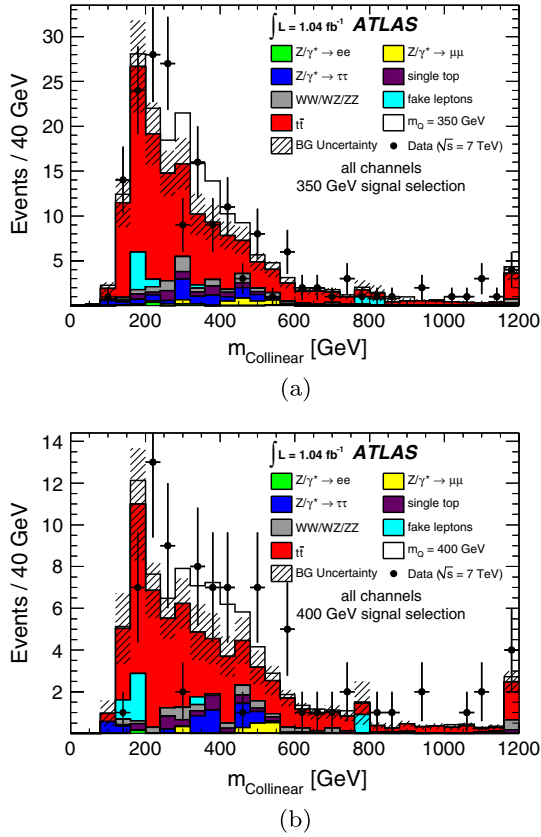 ∫ L = 1.04 fb⁻¹ ATLAS
Z/γ* → ee Z/γ* → μμ
Z/γ* → ττ single top
WW/WZ/ZZ fake leptons
tt̄ m_Q = 350 GeV
BG Uncertainty Data (√s = 7 TeV)
all channels
350 GeV signal selection
Events / 40 GeV
30
25
20
15
10
5
0 200 400 600 800 1000 1200
m_Collinear [GeV]
(a)
∫ L = 1.04 fb⁻¹ ATLAS
Z/γ* → ee Z/γ* → μμ
Z/γ* → ττ single top
WW/WZ/ZZ fake leptons
tt̄ m_Q = 400 GeV
BG Uncertainty Data (√s = 7 TeV)
all channels
400 GeV signal selection
Events / 40 GeV
14
12
10
8
6
4
2
0 200 400 600 800 1000 1200
m_Collinear [GeV]
(b)